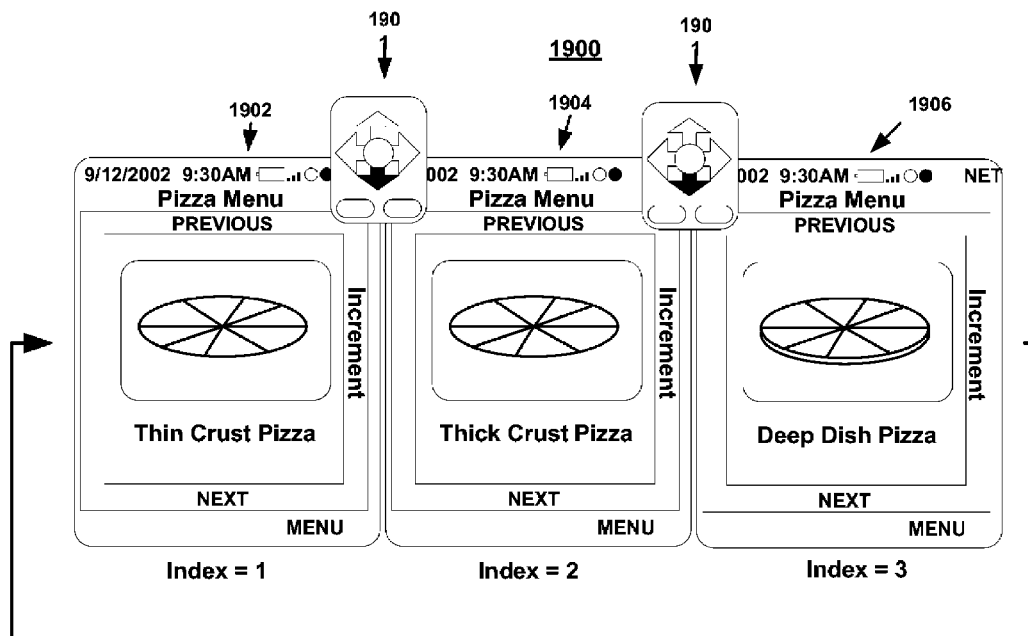 190
1
1900
190
1
1902
1904
1906
9/12/2002 9:30AM
Pizza Menu
PREVIOUS
Increment
Thin Crust Pizza
NEXT
MENU
Index = 1
002 9:30AM
Pizza Menu
PREVIOUS
Increment
Thick Crust Pizza
NEXT
MENU
Index = 2
002 9:30AM NET
Pizza Menu
PREVIOUS
Increment
Deep Dish Pizza
NEXT
MENU
Index = 3